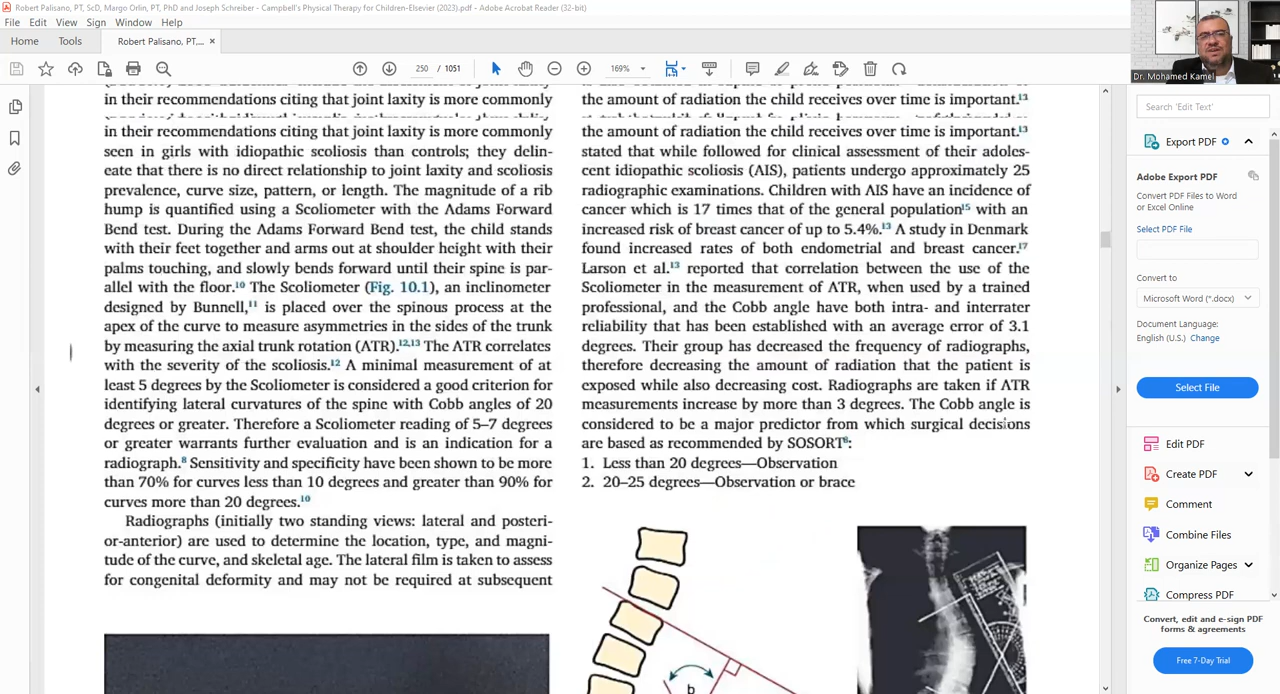 Robert Palisano, PT, ScD, Margo Orlin, PT, PhD and Joseph Schreiber - Campbell's Physical Therapy for Children-Elsevier (2023).pdf - Adobe Acrobat Reader (32-bit)
File Edit View Sign Window Help
Home Tools Robert Palisano, PT,... ×
250 / 1051 169%
Dr. Mohamed Kamel
in their recommendations citing that joint laxity is more commonly
in their recommendations citing that joint laxity is more commonly
seen in girls with idiopathic scoliosis than controls; they delin-
eate that there is no direct relationship to joint laxity and scoliosis
prevalence, curve size, pattern, or length. The magnitude of a rib
hump is quantified using a Scoliometer with the Adams Forward
Bend test. During the Adams Forward Bend test, the child stands
with their feet together and arms out at shoulder height with their
palms touching, and slowly bends forward until their spine is par-
allel with the floor.10 The Scoliometer (Fig. 10.1), an inclinometer
designed by Bunnell,11 is placed over the spinous process at the
apex of the curve to measure asymmetries in the sides of the trunk
by measuring the axial trunk rotation (ATR).12,13 The ATR correlates
with the severity of the scoliosis.12 A minimal measurement of at
least 5 degrees by the Scoliometer is considered a good criterion for
identifying lateral curvatures of the spine with Cobb angles of 20
degrees or greater. Therefore a Scoliometer reading of 5–7 degrees
or greater warrants further evaluation and is an indication for a
radiograph.8 Sensitivity and specificity have been shown to be more
than 70% for curves less than 10 degrees and greater than 90% for
curves more than 20 degrees.10
Radiographs (initially two standing views: lateral and posteri-
or-anterior) are used to determine the location, type, and magni-
tude of the curve, and skeletal age. The lateral film is taken to assess
for congenital deformity and may not be required at subsequent
the amount of radiation the child receives over time is important.13
the amount of radiation the child receives over time is important.13
stated that while followed for clinical assessment of their adoles-
cent idiopathic scoliosis (AIS), patients undergo approximately 25
radiographic examinations. Children with AIS have an incidence of
cancer which is 17 times that of the general population15 with an
increased risk of breast cancer of up to 5.4%.13 A study in Denmark
found increased rates of both endometrial and breast cancer.17
Larson et al.13 reported that correlation between the use of the
Scoliometer in the measurement of ATR, when used by a trained
professional, and the Cobb angle have both intra- and interrater
reliability that has been established with an average error of 3.1
degrees. Their group has decreased the frequency of radiographs,
therefore decreasing the amount of radiation that the patient is
exposed while also decreasing cost. Radiographs are taken if ATR
measurements increase by more than 3 degrees. The Cobb angle is
considered to be a major predictor from which surgical decisions
are based as recommended by SOSORT8:
1. Less than 20 degrees—Observation
2. 20–25 degrees—Observation or brace
b
Search 'Edit Text'
Export PDF
Adobe Export PDF
Convert PDF Files to Word
or Excel Online
Select PDF File
Convert to
Microsoft Word (*.docx)
Document Language:
English (U.S.) Change
Select File
Edit PDF
Create PDF
Comment
Combine Files
Organize Pages
Compress PDF
Convert, edit and e-sign PDF
forms & agreements
Free 7-Day Trial